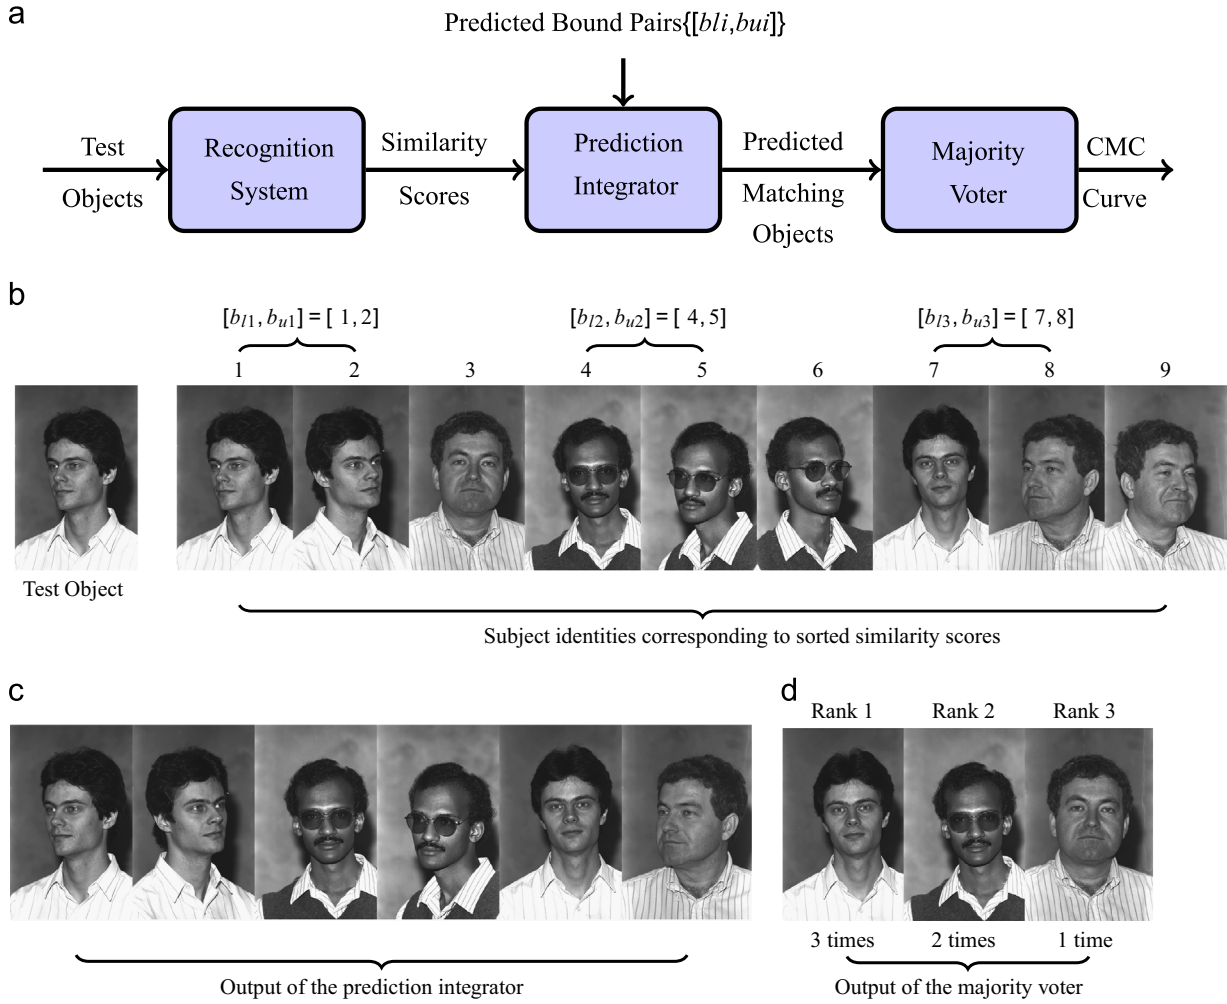 a
Predicted Bound Pairs{[bli,bui]}
Test
Objects
Recognition
System
Similarity
Scores
Prediction
Integrator
Predicted
Matching
Objects
Majority
Voter
CMC
Curve
b
[bl1, bu1] = [ 1, 2]
[bl2, bu2] = [ 4, 5]
[bl3, bu3] = [ 7, 8]
1 2 3 4 5 6 7 8 9
Test Object
Subject identities corresponding to sorted similarity scores
c
Output of the prediction integrator
d
Rank 1 Rank 2 Rank 3
3 times 2 times 1 time
Output of the majority voter